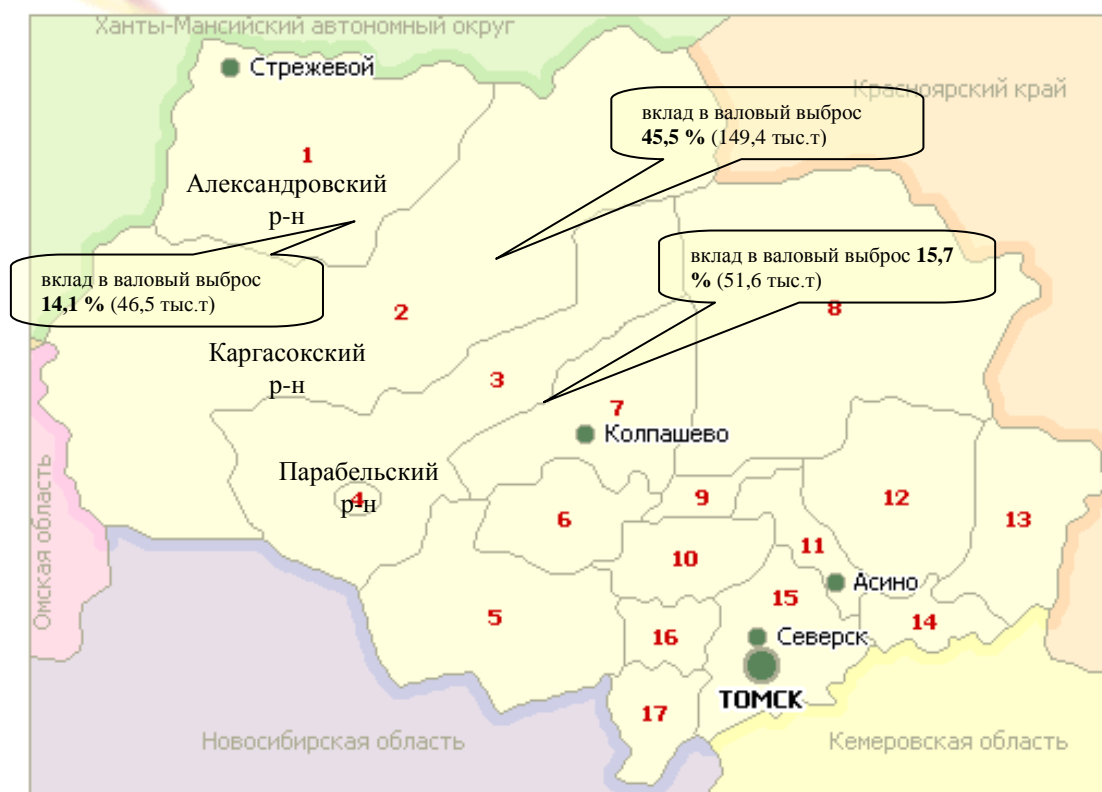 Ханты-Мансийский автономный округ
Стрежевой
Красноярский край
вклад в валовый выброс
45,5 % (149,4 тыс.т)
1
Александровский
р-н
вклад в валовый выброс 15,7
% (51,6 тыс.т)
вклад в валовый выброс
14,1 % (46,5 тыс.т)
2
8
Каргасокский
р-н
3
7
Колпашево
Парабельский
р-н
4
Омская область
6
9
12
13
10
11
Асино
5
15
14
16
Северск
ТОМСК
17
Новосибирская область
Кемеровская область